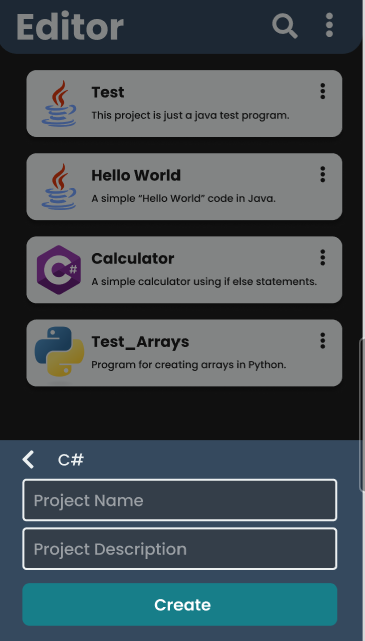 Editor
Test
This project is just a java test program.
Hello World
A simple “Hello World” code in Java.
C#
Calculator
A simple calculator using if else statements.
Test_Arrays
Program for creating arrays in Python.
C#
Project Name
Project Description
Create